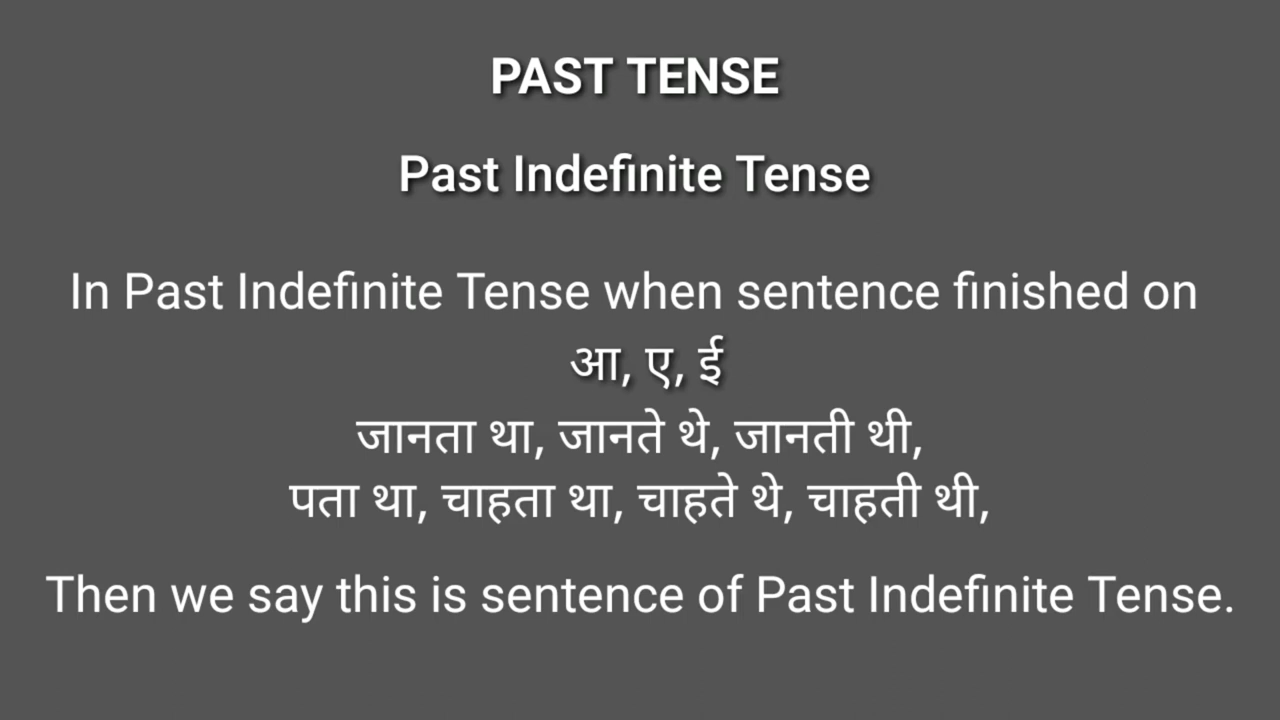 PAST TENSE
Past Indefinite Tense
In Past Indefinite Tense when sentence finished on
आ, ए, ई
जानता था, जानते थे, जानती थी,
पता था, चाहता था, चाहते थे, चाहती थी,
Then we say this is sentence of Past Indefinite Tense.